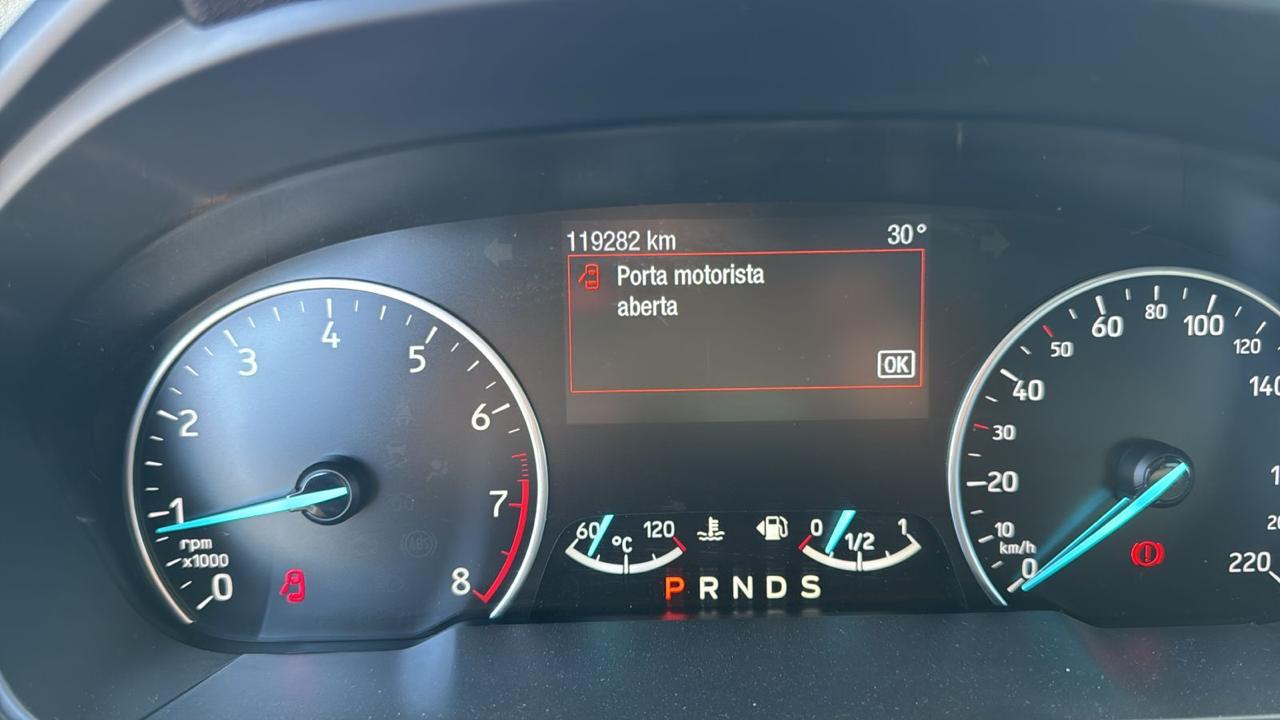 119282 km 30°
Porta motorista
aberta
OK
0 1 2 3 4 5 6 7 8
rpm
x1000
ABS
60 °C 120
0 1/2 1
P R N D S
0 10 20 30 40 50 60 80 100 120 140
220
km/h